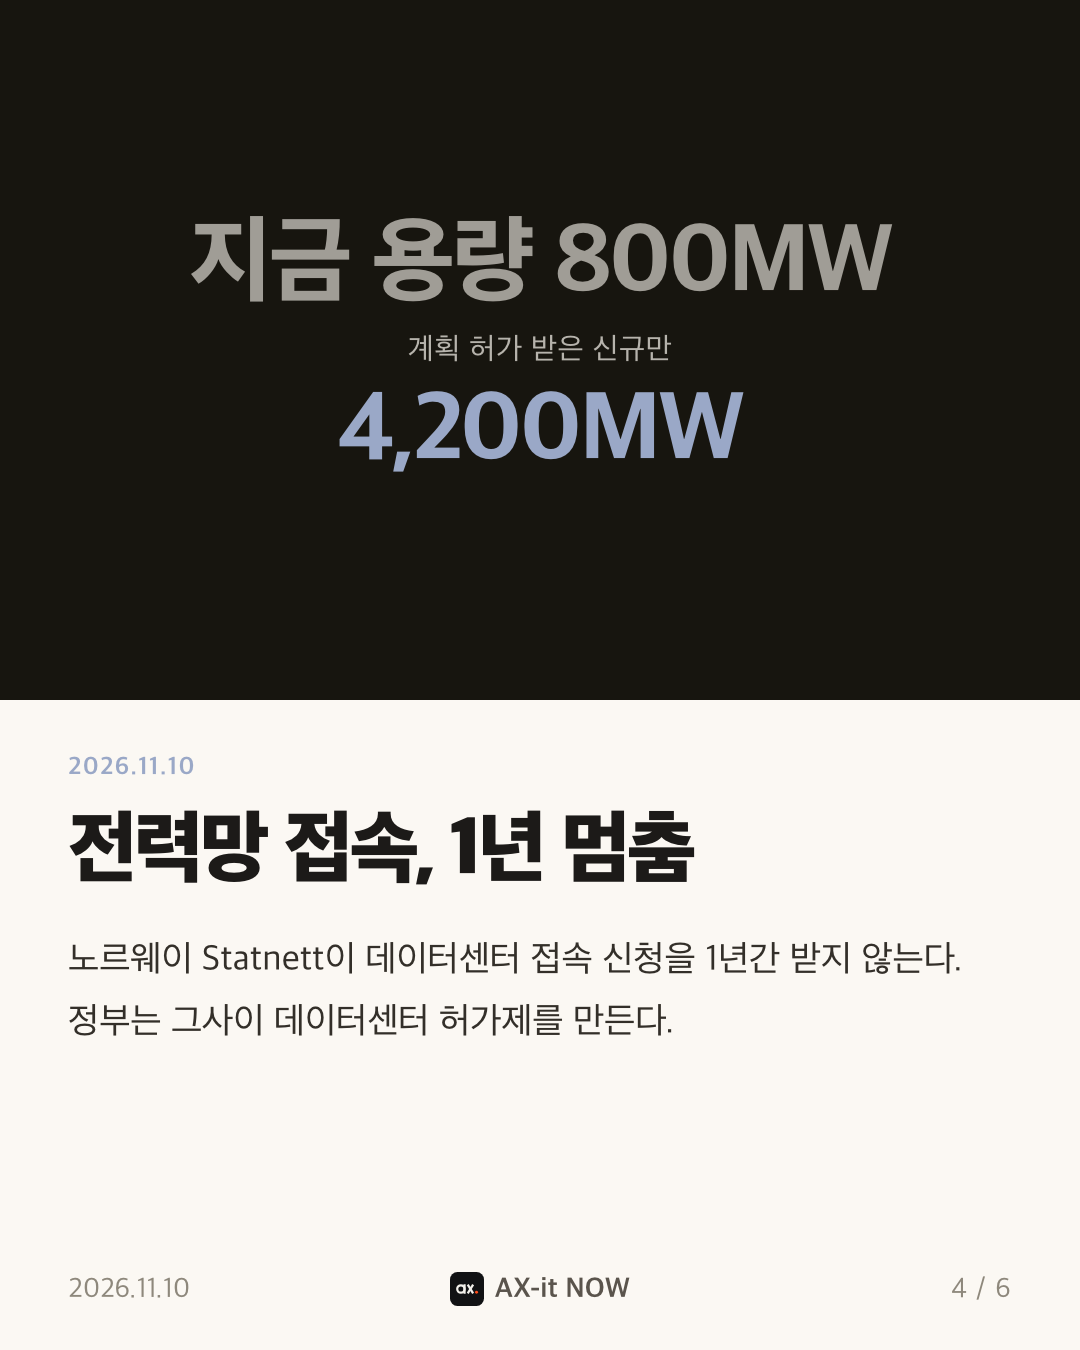 지금 용량 800MW
계획 허가 받은 신규만
4,200MW
2026.11.10
전력망 접속, 1년 멈춤
노르웨이 Statnett이 데이터센터 접속 신청을 1년간 받지 않는다.
정부는 그사이 데이터센터 허가제를 만든다.
2026.11.10
ax.
AX-it NOW
4 / 6